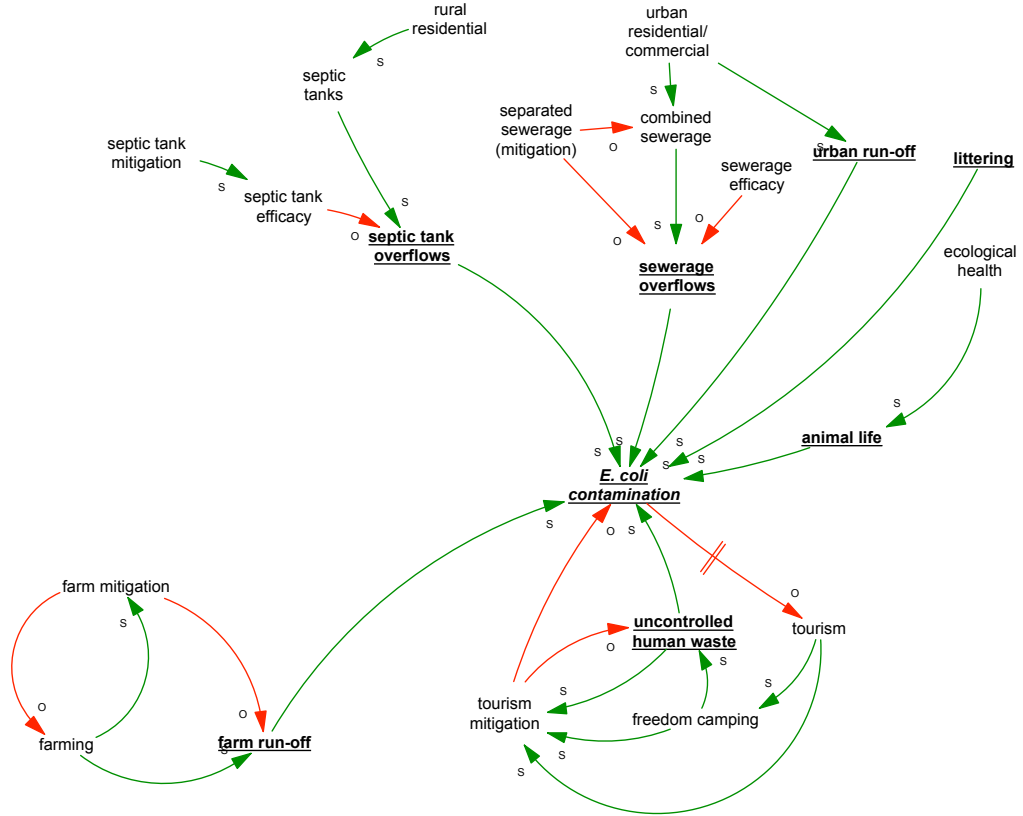 rural
residential
S
urban
residential/
commercial
septic
tanks
S
separated
sewerage
(mitigation)
combined
sewerage
O
S
urban run-off
littering
septic tank
mitigation
S
septic tank
efficacy
sewerage
efficacy
S
O
septic tank
overflows
S
O
O
sewerage
overflows
ecological
health
S
animal life
S
S
S
S
S
E. coli
contamination
S
O
S
farm mitigation
S
O
uncontrolled
human waste
O
tourism
S
S
S
tourism
mitigation
freedom camping
S
S
O
farming
O
farm run-off
S